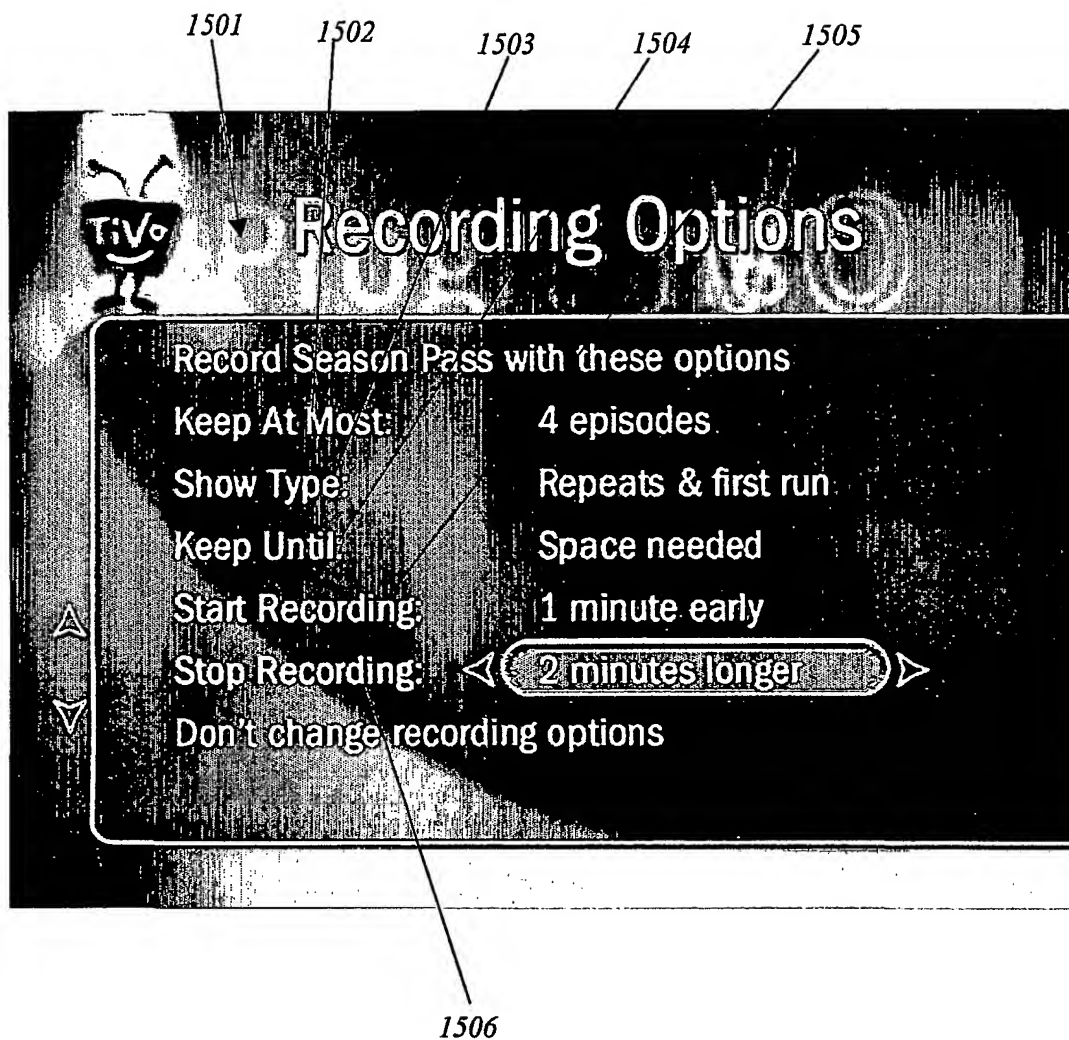 1501 1502 1503 1504 1505
TiVo
Recording Options
Record Season Pass with these options
Keep At Most: 4 episodes
Show Type: Repeats & first run
Keep Until: Space needed
Start Recording: 1 minute early
Stop Recording: 2 minutes longer
Don't change recording options
1506